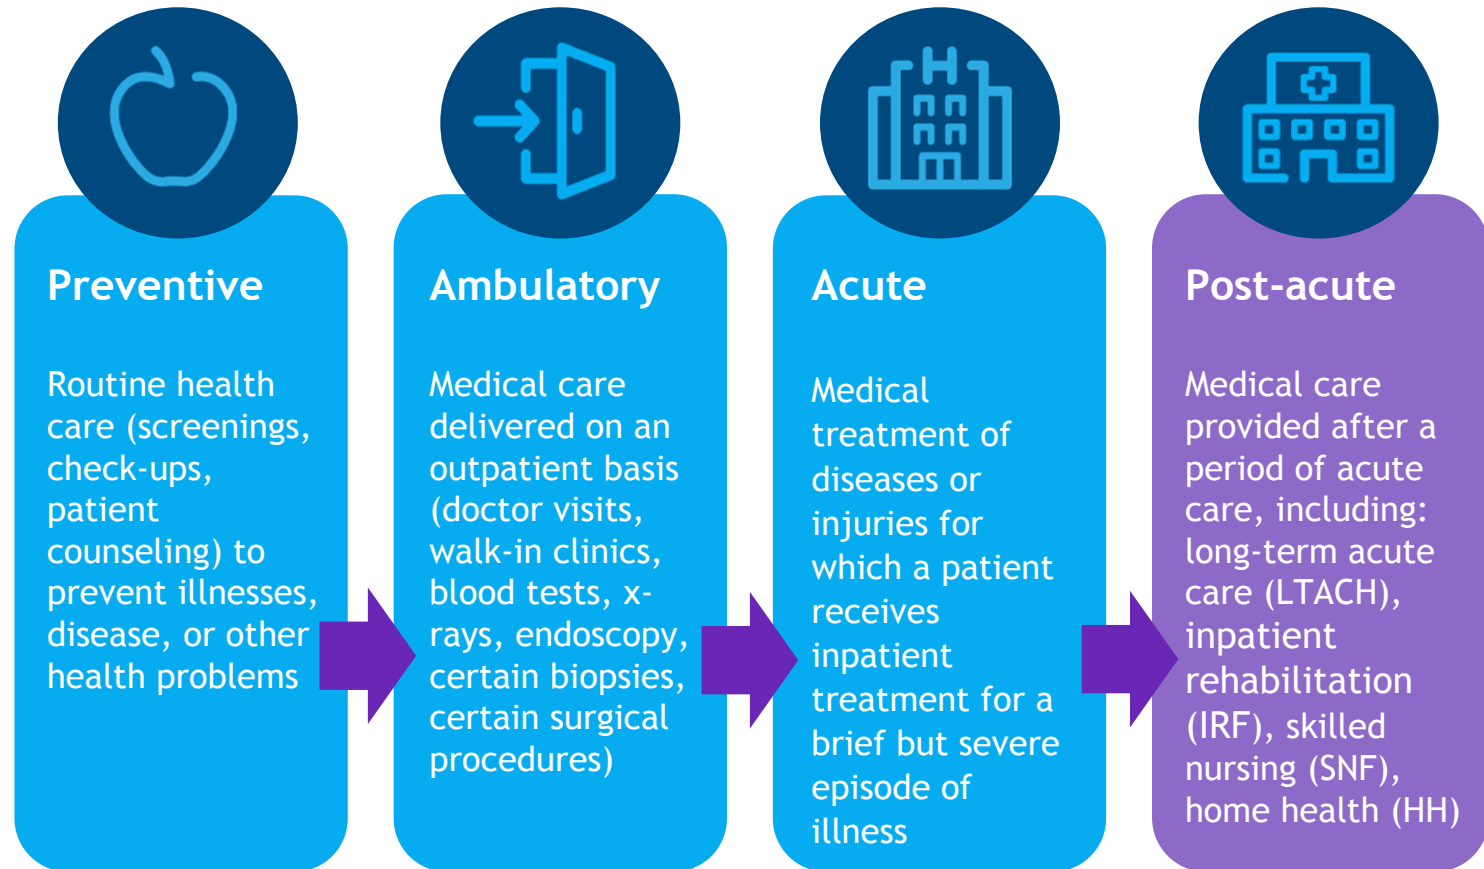 Preventive
Routine health
care (screenings,
check-ups,
patient
counseling) to
prevent illnesses,
disease, or other
health problems
Ambulatory
Medical care
delivered on an
outpatient basis
(doctor visits,
walk-in clinics,
blood tests, x-
rays, endoscopy,
certain biopsies,
certain surgical
procedures)
H
Acute
Medical
treatment of
diseases or
injuries for
which a patient
receives
inpatient
treatment for a
brief but severe
episode of
illness
Post-acute
Medical care
provided after a
period of acute
care, including:
long-term acute
care (LTACH),
inpatient
rehabilitation
(IRF), skilled
nursing (SNF),
home health (HH)